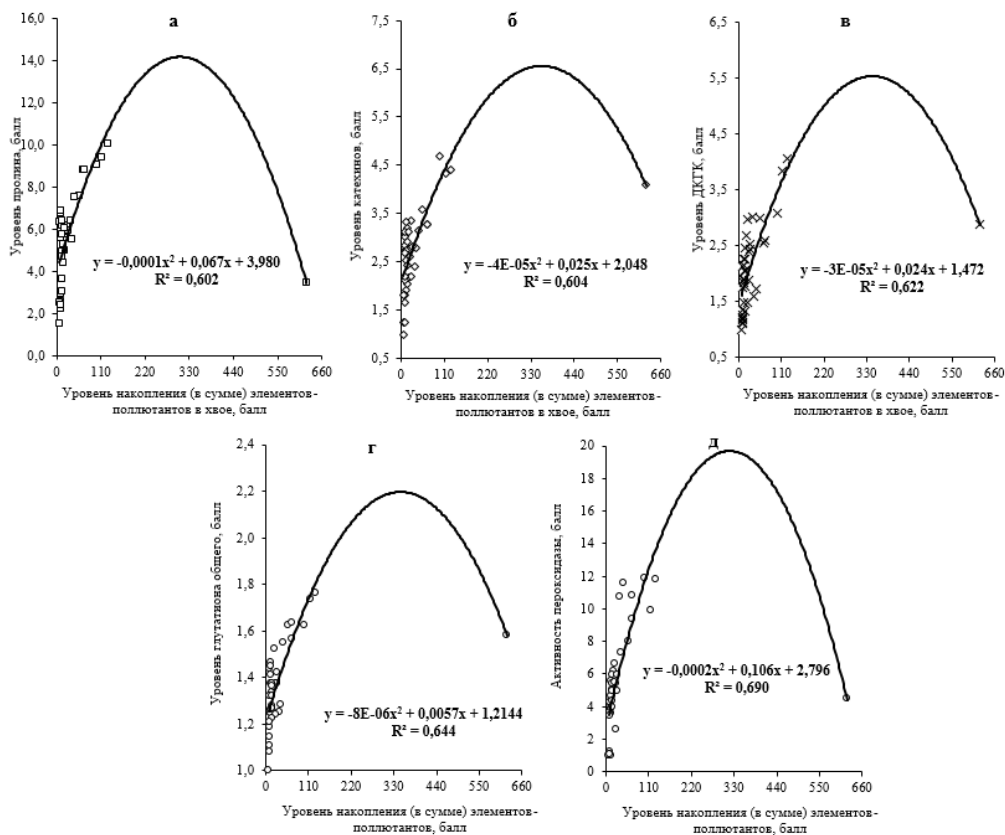 а
16,0
14,0
12,0
10,0
8,0
6,0
4,0
2,0
0,0
Уровень пролина, балл
y = -0,0001x² + 0,067x + 3,980
R² = 0,602
0 110 220 330 440 550 660
Уровень накопления (в сумме) элементов-
поллютантов в хвое, балл
б
7,5
6,5
5,5
4,5
3,5
2,5
1,5
0,5
Уровень катехинов, балл
y = -4E-05x² + 0,025x + 2,048
R² = 0,604
0 110 220 330 440 550 660
Уровень накопления (в сумме) элементов-
поллютантов в хвое, балл
в
6,5
5,5
4,5
3,5
2,5
1,5
0,5
Уровень ДКГК, балл
y = -3E-05x² + 0,024x + 1,472
R² = 0,622
0 110 220 330 440 550 660
Уровень накопления (в сумме) элементов-
поллютантов в хвое, балл
г
2,4
2,2
2,0
1,8
1,6
1,4
1,2
1,0
Уровень глутатиона общего, балл
y = -8E-06x² + 0,0057x + 1,2144
R² = 0,644
0 110 220 330 440 550 660
Уровень накопления (в сумме) элементов-
поллютантов, балл
д
20
18
16
14
12
10
8
6
4
2
0
Активность пероксидазы, балл
y = -0,0002x² + 0,106x + 2,796
R² = 0,690
0 110 220 330 440 550 660
Уровень накопления (в сумме) элементов-
поллютантов, балл